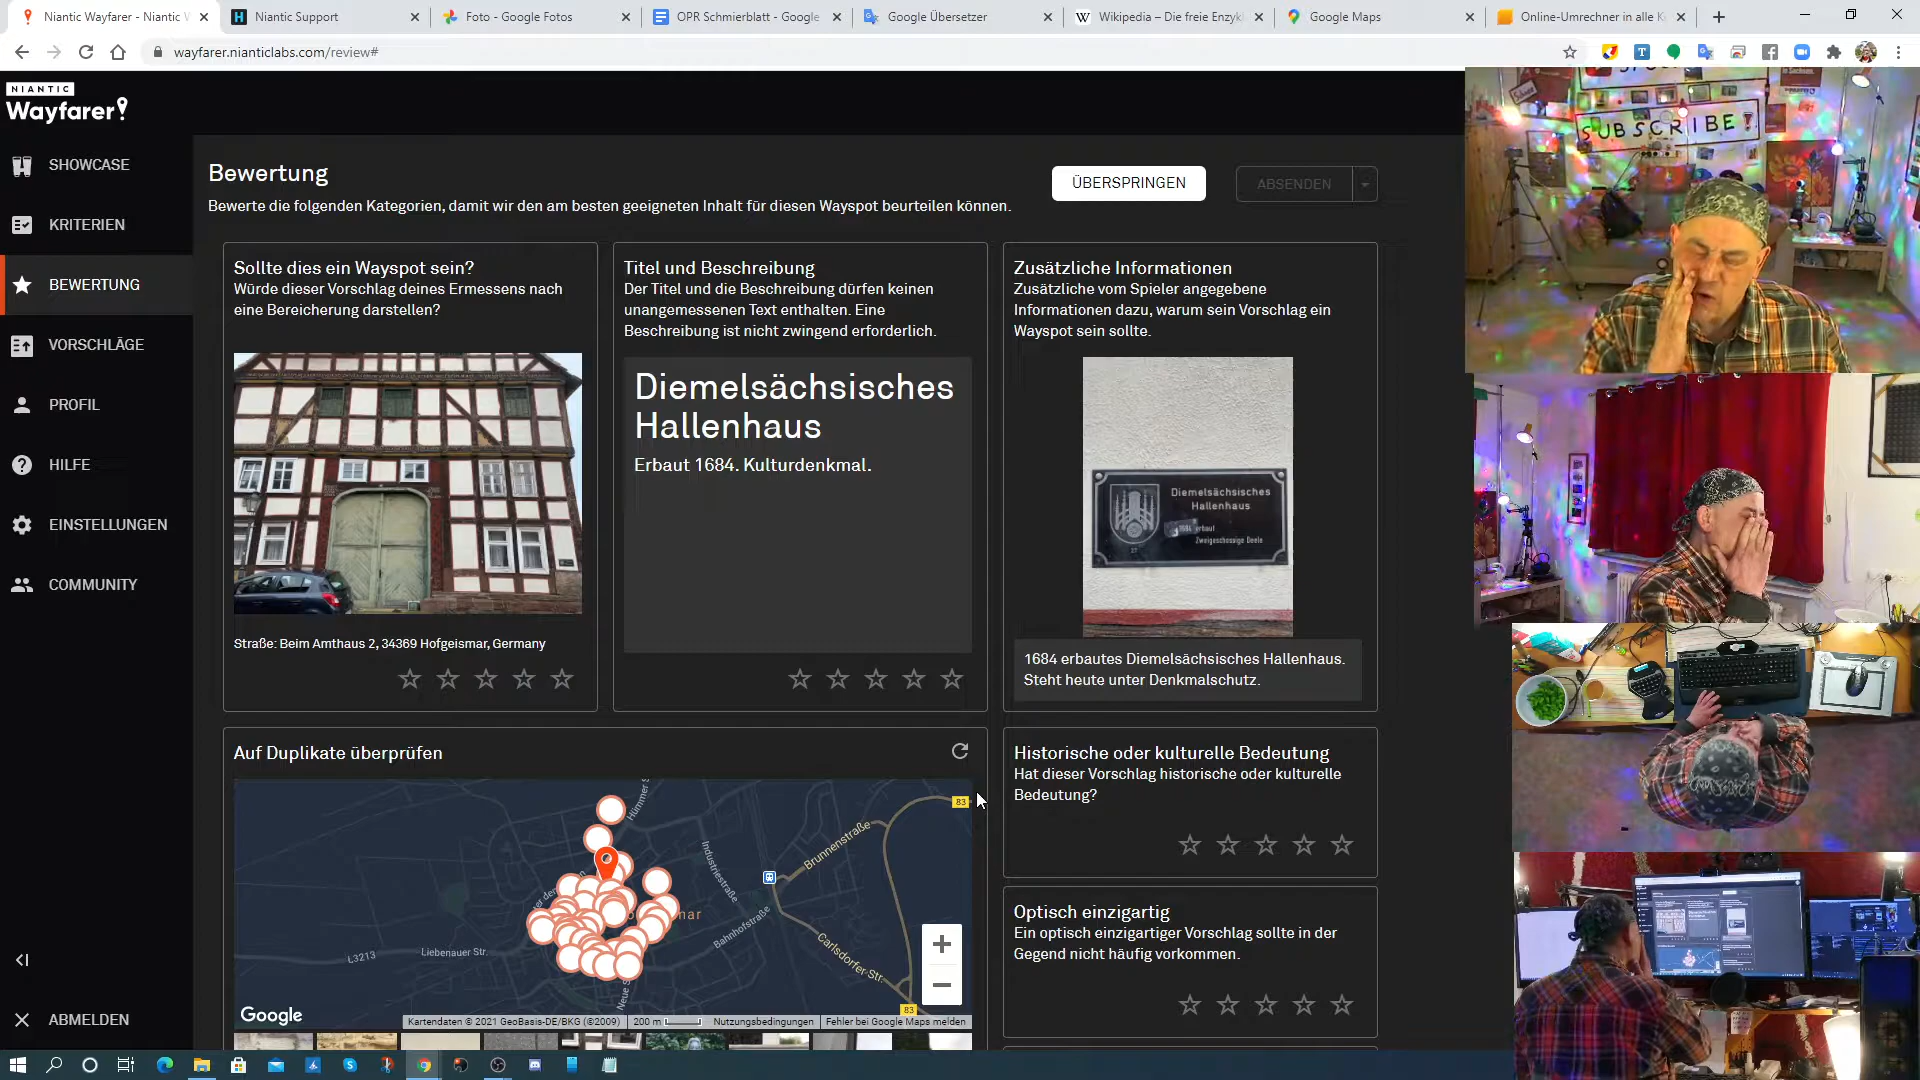 Niantic Wayfarer - Niantic W
Niantic Support
Foto - Google Fotos
OPR Schmierblatt - Google
Google Übersetzer
Wikipedia – Die freie Enzykl
Google Maps
Online-Umrechner in alle K
wayfarer.nianticlabs.com/review#
NIANTIC
Wayfarer
SHOWCASE
KRITERIEN
BEWERTUNG
VORSCHLÄGE
PROFIL
HILFE
EINSTELLUNGEN
COMMUNITY
ABMELDEN
Bewertung
Bewerte die folgenden Kategorien, damit wir den am besten geeigneten Inhalt für diesen Wayspot beurteilen können.
ÜBERSPRINGEN
ABSENDEN
Sollte dies ein Wayspot sein?
Würde dieser Vorschlag deines Ermessens nach
eine Bereicherung darstellen?
Straße: Beim Amthaus 2, 34369 Hofgeismar, Germany
Titel und Beschreibung
Der Titel und die Beschreibung dürfen keinen
unangemessenen Text enthalten. Eine
Beschreibung ist nicht zwingend erforderlich.
Diemelsächsisches
Hallenhaus
Erbaut 1684. Kulturdenkmal.
Zusätzliche Informationen
Zusätzliche vom Spieler angegebene
Informationen dazu, warum sein Vorschlag ein
Wayspot sein sollte.
Diemelsächsisches
Hallenhaus
1684 erbaut
Zweigeschossige Deele
1684 erbautes Diemelsächsisches Hallenhaus.
Steht heute unter Denkmalschutz.
Auf Duplikate überprüfen
Hümmer
Industriestraße
Brunnenstraße
83
Bahnhofstraße
Carlsdorfer Str.
Liebenauer Str.
L3213
Neue S
83
Google
Kartendaten © 2021 GeoBasis-DE/BKG (©2009)
200 m
Nutzungsbedingungen
Fehler bei Google Maps melden
Historische oder kulturelle Bedeutung
Hat dieser Vorschlag historische oder kulturelle
Bedeutung?
Optisch einzigartig
Ein optisch einzigartiger Vorschlag sollte in der
Gegend nicht häufig vorkommen.
SUBSCRIBE!